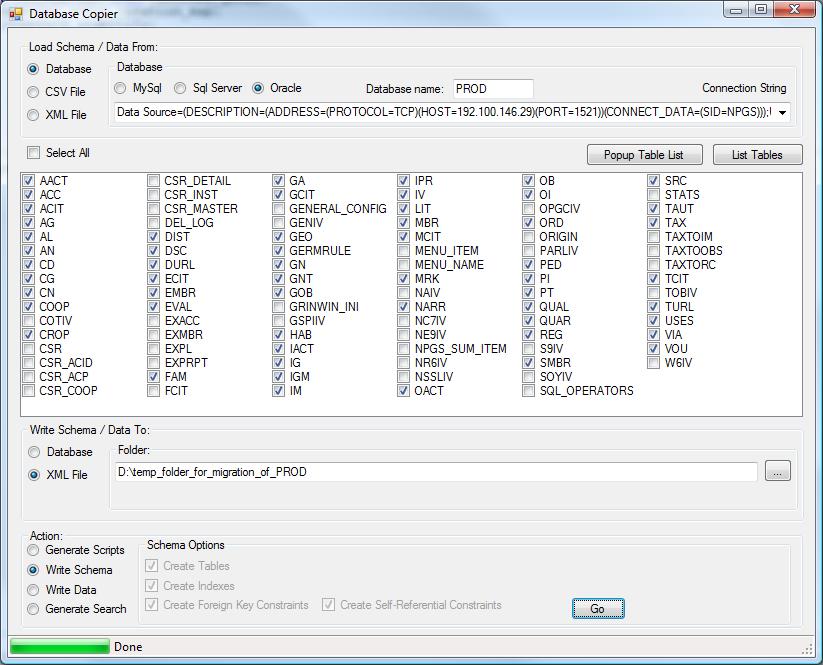 Database Copier
Load Schema / Data From:
Database
CSV File
XML File
Database
MySql Sql Server Oracle Database name: PROD Connection String
Data Source=(DESCRIPTION=(ADDRESS=(PROTOCOL=TCP)(HOST=192.100.146.29)(PORT=1521))(CONNECT_DATA=(SID=NPGS)));
Select All Popup Table List List Tables
AACT CSR_DETAIL GA IPR OB SRC
ACC CSR_INST GCIT IV OI STATS
ACIT CSR_MASTER GENERAL_CONFIG LIT OPGCIV TAUT
AG DEL_LOG GENIV MBR ORD TAX
AL DIST GEO MCIT ORIGIN TAXTOIM
AN DSC GERMRULE MENU_ITEM PARLIV TAXTOOBS
CD DURL GN MENU_NAME PED TAXTORC
CG ECIT GNT MRK PI TCIT
CN EMBR GOB NAIV PT TOBIV
COOP EVAL GRINWIN_INI NARR QUAL TURL
COTIV EXACC GSPIIV NC7IV QUAR USES
CROP EXMBR HAB NE9IV REG VIA
CSR EXPL IACT NPGS_SUM_ITEM S9IV VOU
CSR_ACID EXPRPT IG NR6IV SMBR W6IV
CSR_ACP FAM IGM NSSLIV SOYIV
CSR_COOP FCIT IM OACT SQL_OPERATORS
Write Schema / Data To:
Database
XML File
Folder:
D:\temp_folder_for_migration_of_PROD
...
Action:
Generate Scripts
Write Schema
Write Data
Generate Search
Schema Options
Create Tables
Create Indexes
Create Foreign Key Constraints Create Self-Referential Constraints
Go
Done